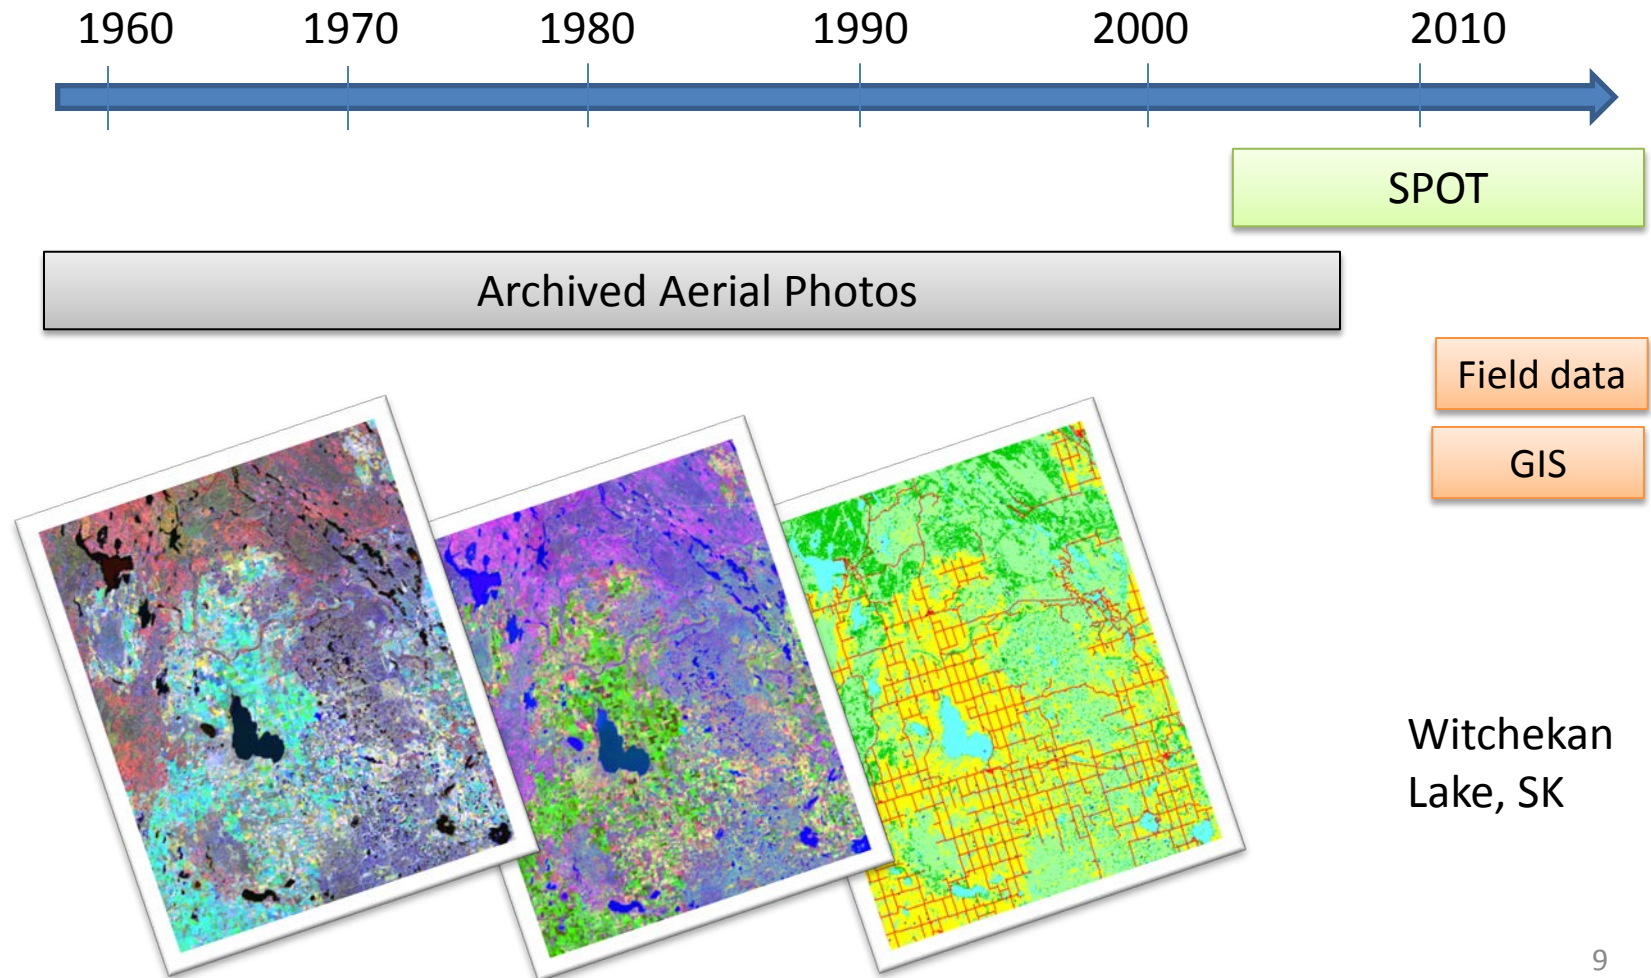 1960 1970 1980 1990 2000 2010
SPOT
Archived Aerial Photos
Field data
GIS
Witchekan
Lake, SK
9